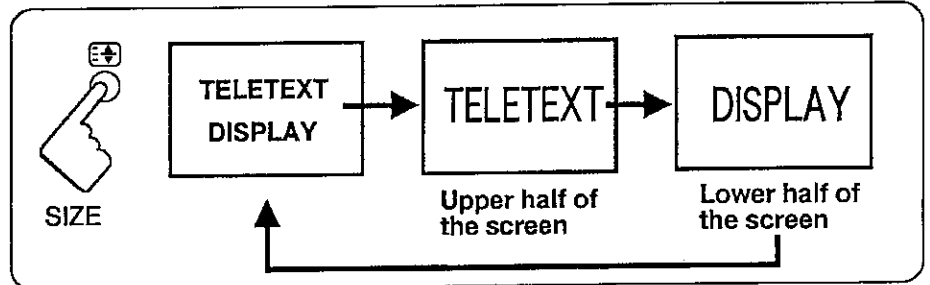 TELETEXT
DISPLAY
TELETEXT
DISPLAY
SIZE
Upper half of
the screen
Lower half of
the screen